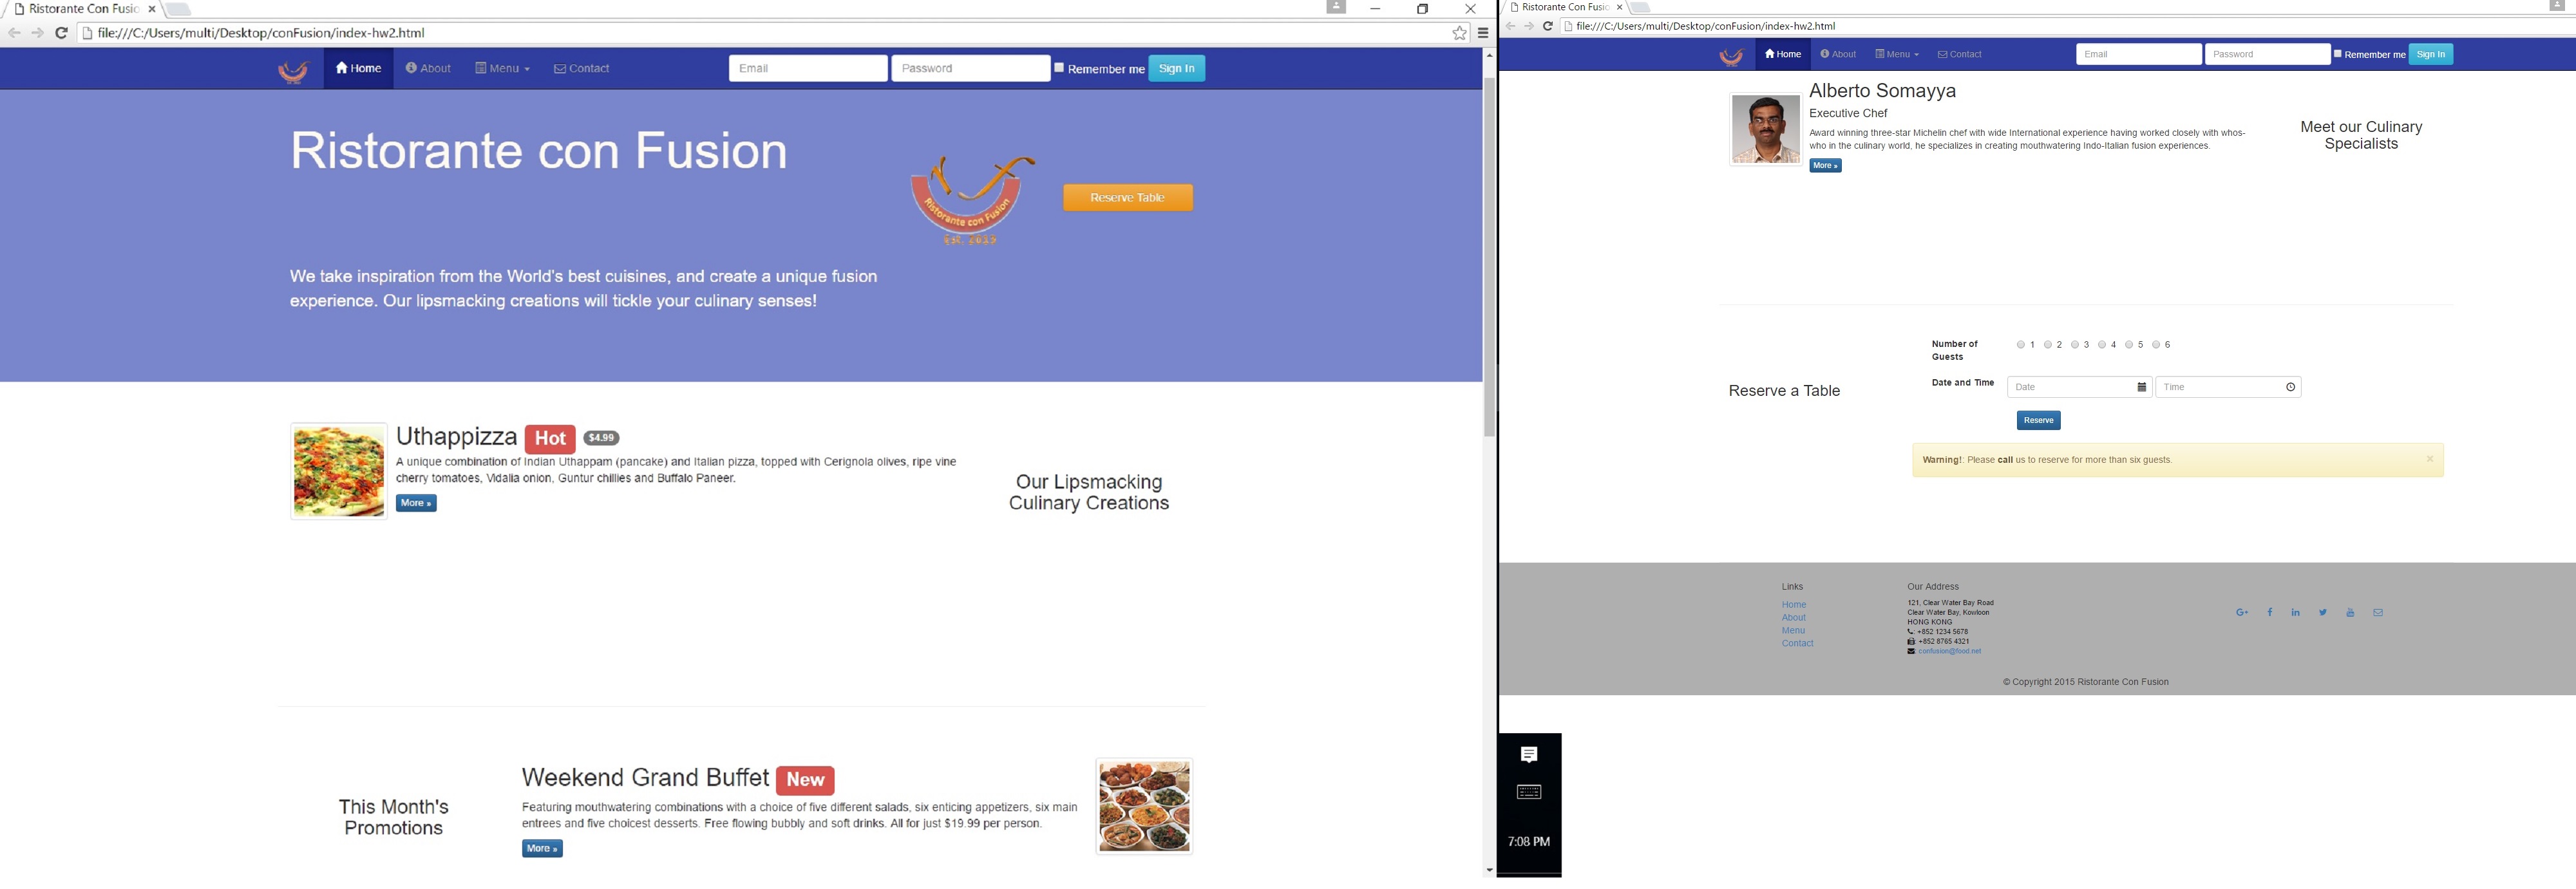 Ristorante Con Fusic
file:///C:/Users/multi/Desktop/conFusion/index-hw2.html
Home
About
Menu
Contact
Email
Password
Remember me
Sign In
Ristorante con Fusion
Ristorante con Fusion
Est. 2013
Reserve Table
We take inspiration from the World's best cuisines, and create a unique fusion
experience. Our lipsmacking creations will tickle your culinary senses!
Uthappizza Hot $4.99
A unique combination of Indian Uthappam (pancake) and Italian pizza, topped with Cerignola olives, ripe vine
cherry tomatoes, Vidalia onion, Guntur chillies and Buffalo Paneer.
More »
Our Lipsmacking
Culinary Creations
This Month's
Promotions
Weekend Grand Buffet New
Featuring mouthwatering combinations with a choice of five different salads, six enticing appetizers, six main
entrees and five choicest desserts. Free flowing bubbly and soft drinks. All for just $19.99 per person.
More »
Ristorante Con Fusio
file:///C:/Users/multi/Desktop/conFusion/index-hw2.html
Home
About
Menu
Contact
Email
Password
Remember me
Sign In
Alberto Somayya
Executive Chef
Award winning three-star Michelin chef with wide International experience having worked closely with whos-
who in the culinary world, he specializes in creating mouthwatering Indo-Italian fusion experiences.
More »
Meet our Culinary
Specialists
Reserve a Table
Number of
Guests
1 2 3 4 5 6
Date and Time
Date
Time
Reserve
Warning!: Please call us to reserve for more than six guests.
×
Links
Home
About
Menu
Contact
Our Address
121, Clear Water Bay Road
Clear Water Bay, Kowloon
HONG KONG
: +852 1234 5678
: +852 8765 4321
: confusion@food.net
G+ f in
© Copyright 2015 Ristorante Con Fusion
7:08 PM